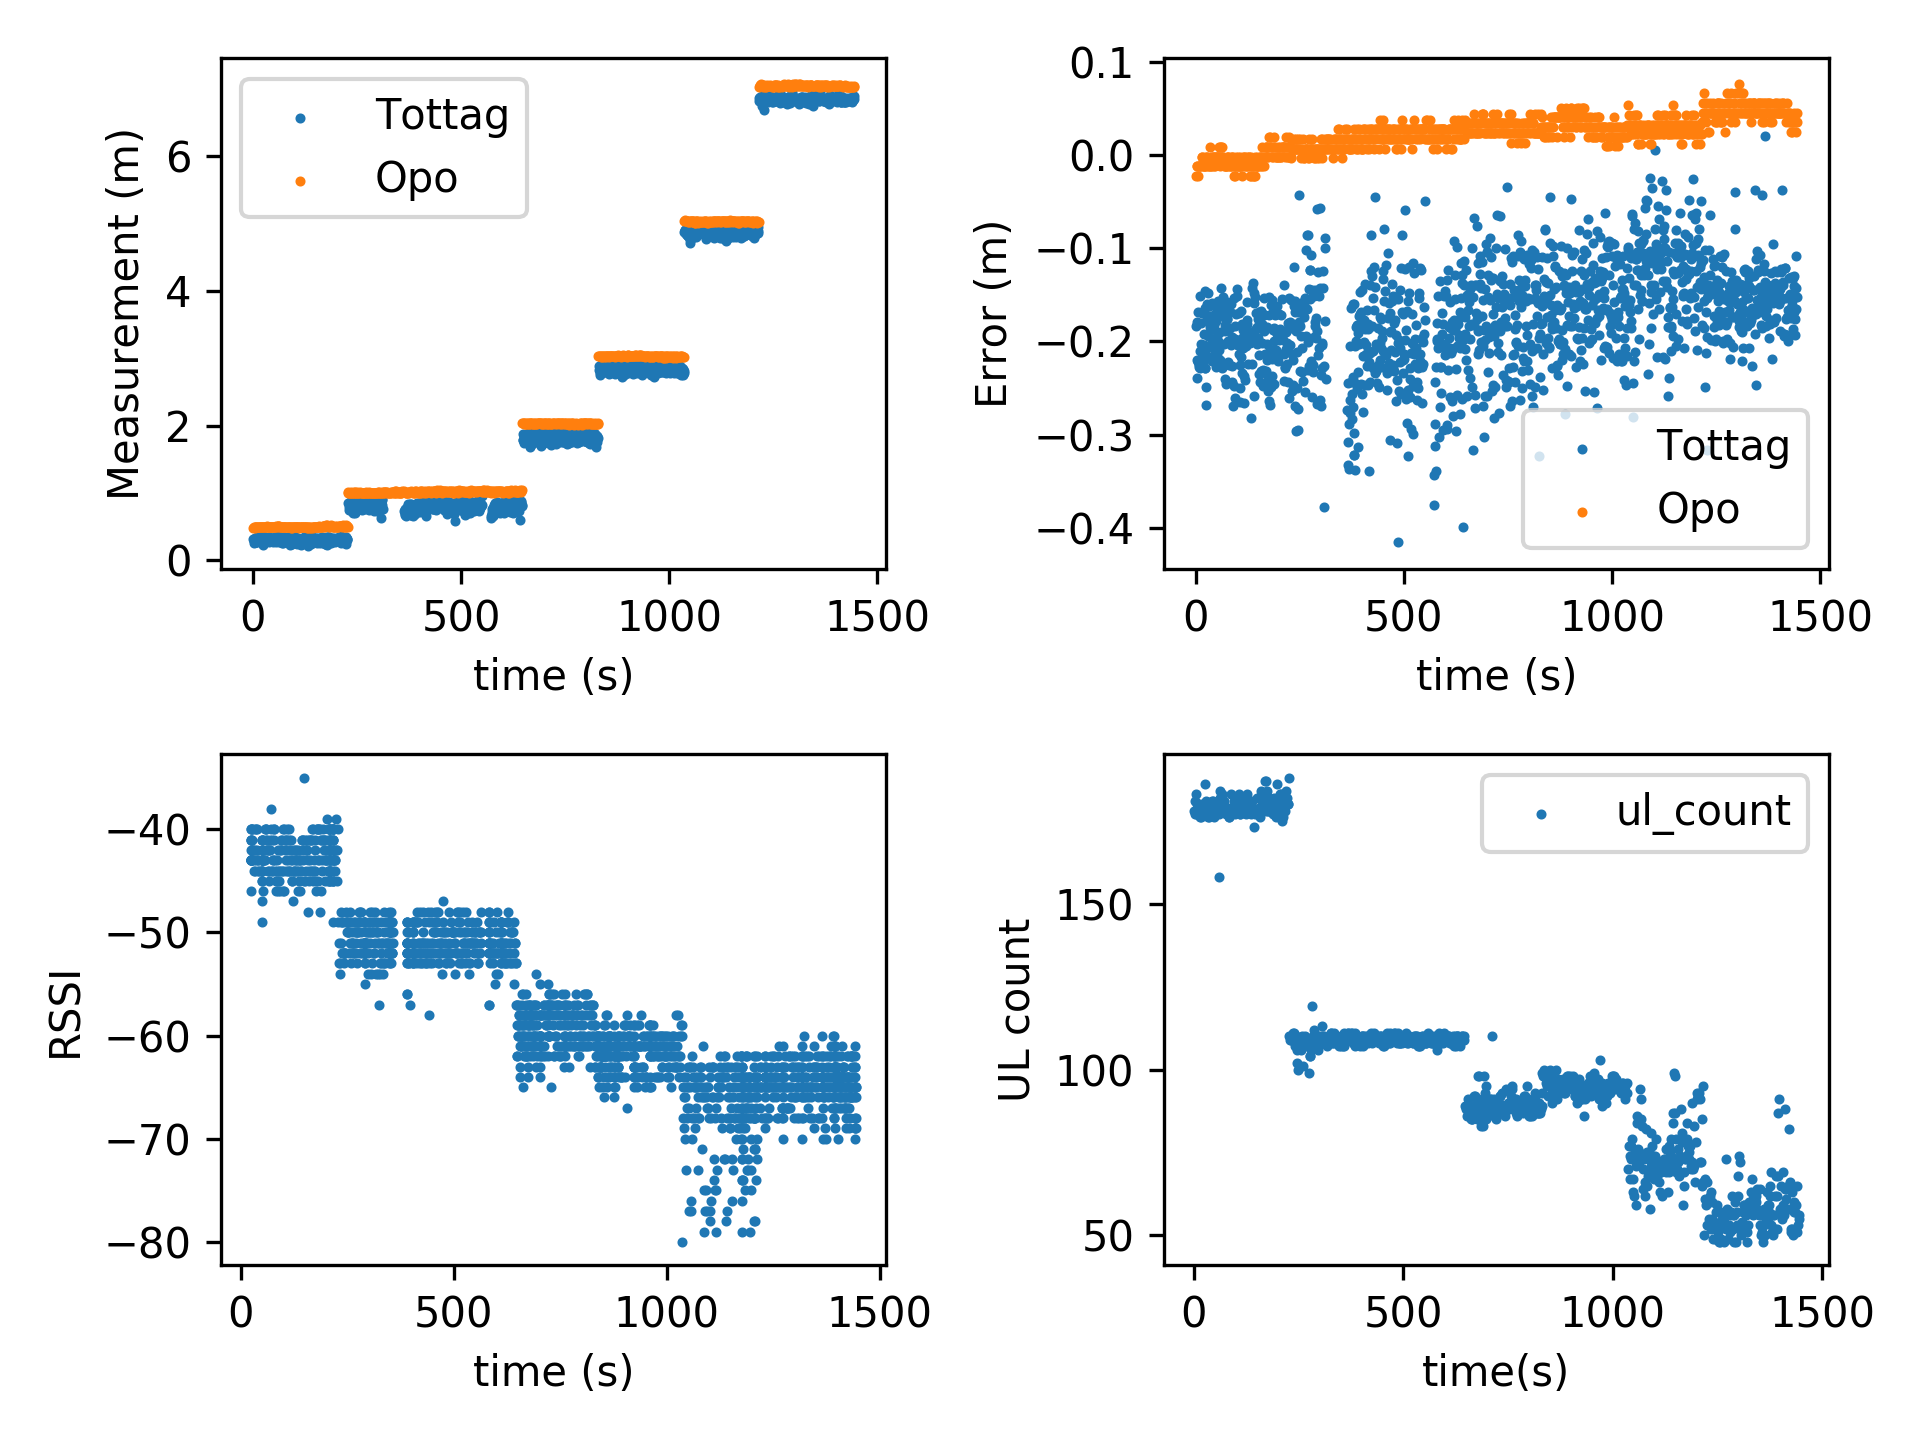 Measurement (m)
6
4
2
0
Tottag
Opo
0 500 1000 1500
time (s)
Error (m)
0.1
0.0
−0.1
−0.2
−0.3
−0.4
Tottag
Opo
0 500 1000 1500
time (s)
RSSI
−40
−50
−60
−70
−80
0 500 1000 1500
time (s)
UL count
150
100
50
ul_count
0 500 1000 1500
time(s)